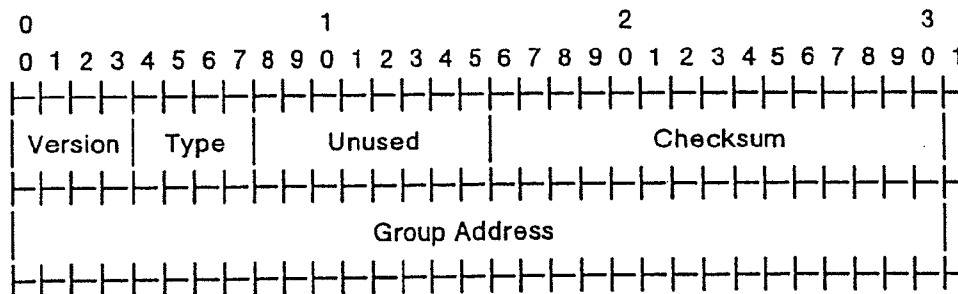 0 1 2 3
0 1 2 3 4 5 6 7 8 9 0 1 2 3 4 5 6 7 8 9 0 1 2 3 4 5 6 7 8 9 0 1
Version Type Unused Checksum
Group Address